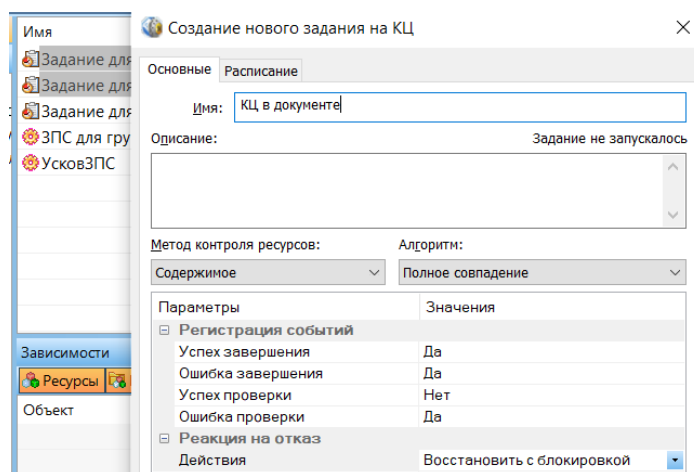 Имя
Задание для
Задание для
Задание для
ЗПС для гру
УсковЗПС
Зависимости
Ресурсы
Объект
Создание нового задания на КЦ
Основные Расписание
Имя: КЦ в документе
Описание: Задание не запускалось
Метод контроля ресурсов: Алгоритм:
Содержимое Полное совпадение
Параметры Значения
Регистрация событий
Успех завершения Да
Ошибка завершения Да
Успех проверки Нет
Ошибка проверки Да
Реакция на отказ
Действия Восстановить с блокировкой